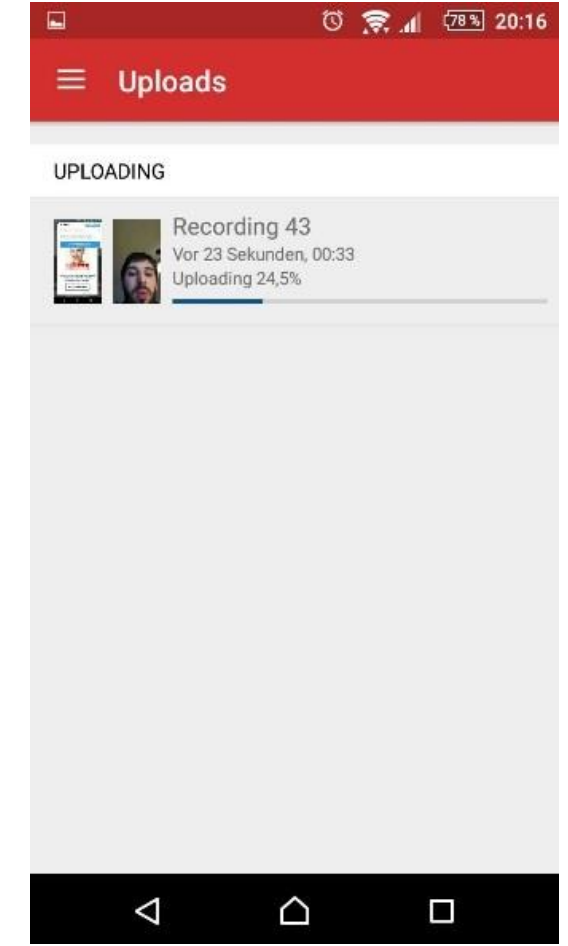 78 % 20:16
Uploads
UPLOADING
Recording 43
Vor 23 Sekunden, 00:33
Uploading 24,5%